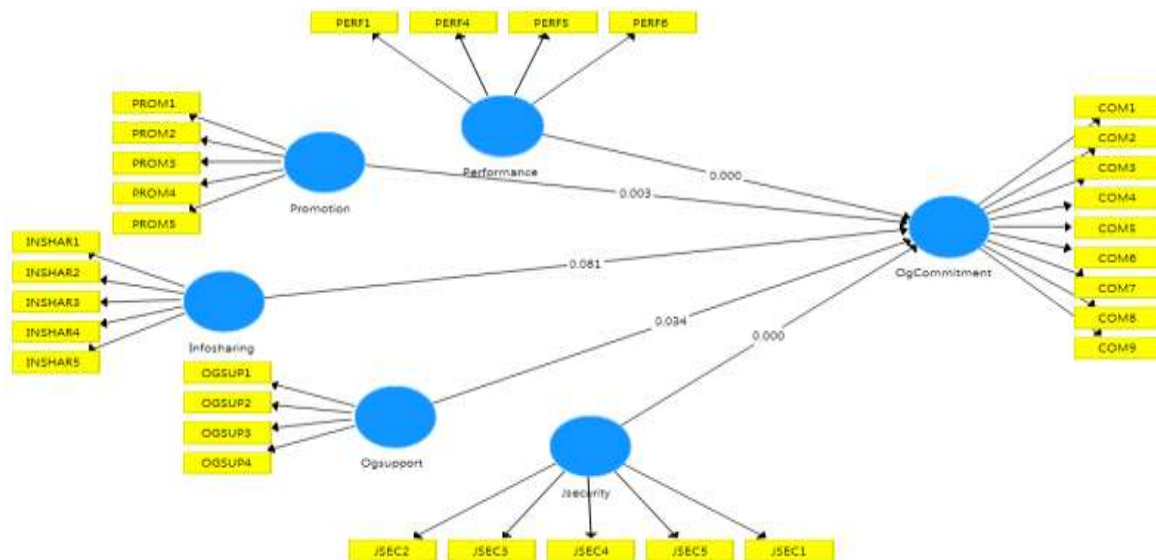 PERF1 PERF4 PERF5 PERF6
Performance
PROM1
PROM2
PROM3
PROM4
PROM5
Promotion
0.000
0.003
COM1
COM2
COM3
COM4
COM5
COM6
COM7
COM8
COM9
OgCommitment
INSHAR1
INSHAR2
INSHAR3
INSHAR4
INSHAR5
Infosharing
0.081
0.034
0.000
OGSUP1
OGSUP2
OGSUP3
OGSUP4
Ogsupport
Jsecurity
JSEC2 JSEC3 JSEC4 JSEC5 JSEC1